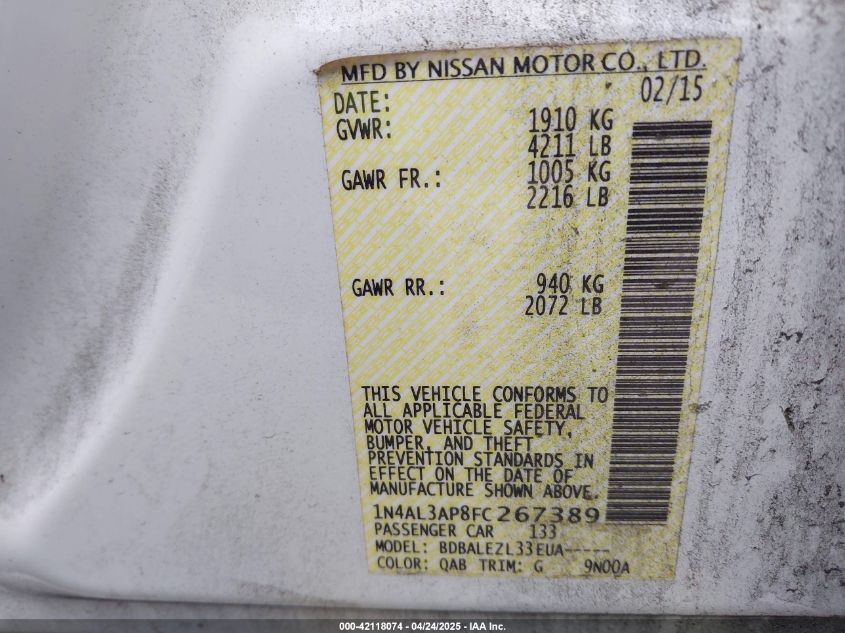 MFD BY NISSAN MOTOR CO., LTD.
DATE: 02/15
GVWR: 1910 KG
4211 LB
GAWR FR.: 1005 KG
2216 LB
GAWR RR.: 940 KG
2072 LB
THIS VEHICLE CONFORMS TO
ALL APPLICABLE FEDERAL
MOTOR VEHICLE SAFETY,
BUMPER, AND THEFT
PREVENTION STANDARDS IN
EFFECT ON THE DATE OF
MANUFACTURE SHOWN ABOVE.
1N4AL3AP8FC267389
PASSENGER CAR 133
MODEL: BDBALEZL33EUA-----
COLOR: QAB TRIM: G 9N00A
000-42118074 - 04/24/2025 - IAA Inc.